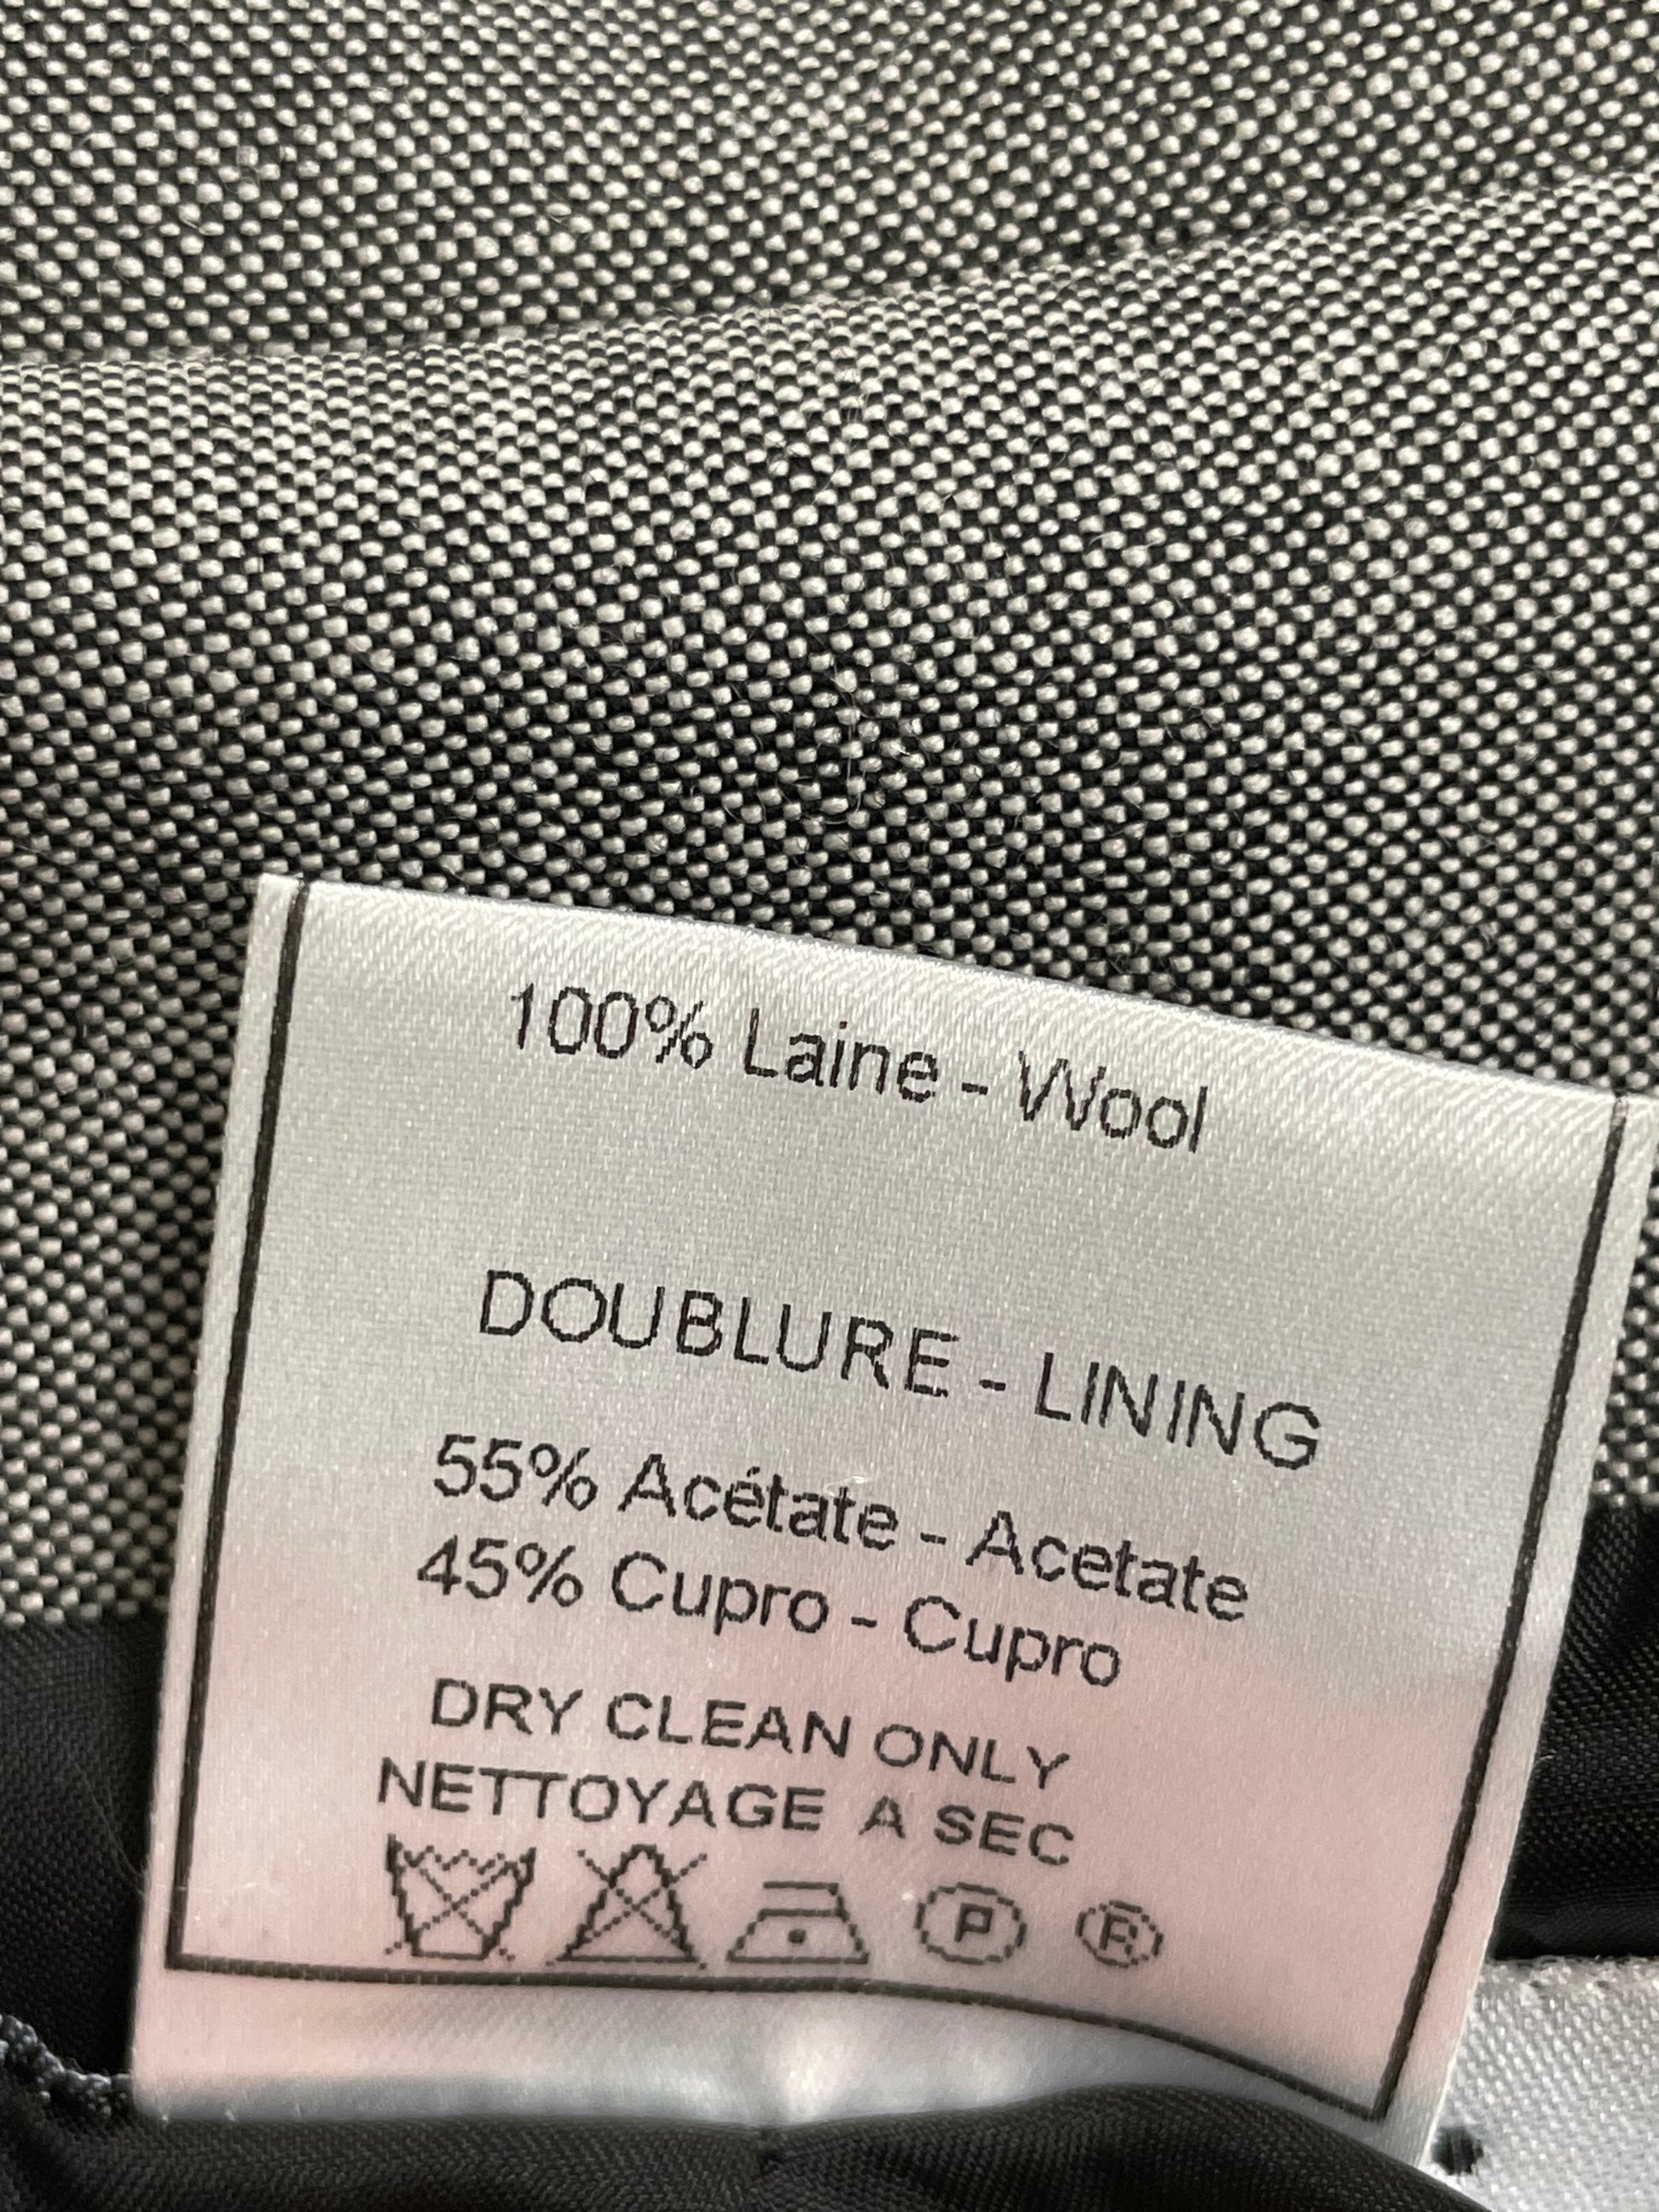 100% Laine - Wool
DOUBLURE - LINING
55% Acétate - Acetate
45% Cupro - Cupro
DRY CLEAN ONLY
NETTOYAGE A SEC
P R